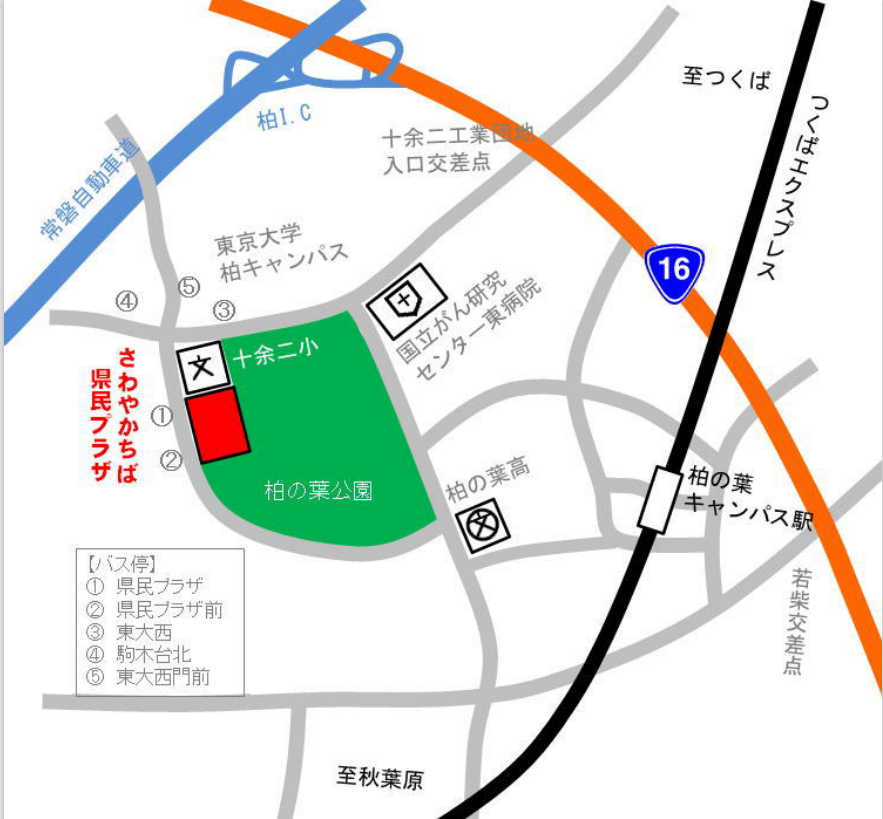 至つくば
つくばエクスプレス
柏I.C
十余二工業団地
入口交差点
常磐自動車道
東京大学
柏キャンパス
16
⑤
④
③
国立がん研究
センター東病院
文
十余二小
さわやかちば
県民プラザ
①
②
柏の葉公園
柏の葉高
文
柏の葉
キャンパス駅
若柴交差点
【バス停】
① 県民プラザ
② 県民プラザ前
③ 東大西
④ 駒木台北
⑤ 東大西門前
至秋葉原